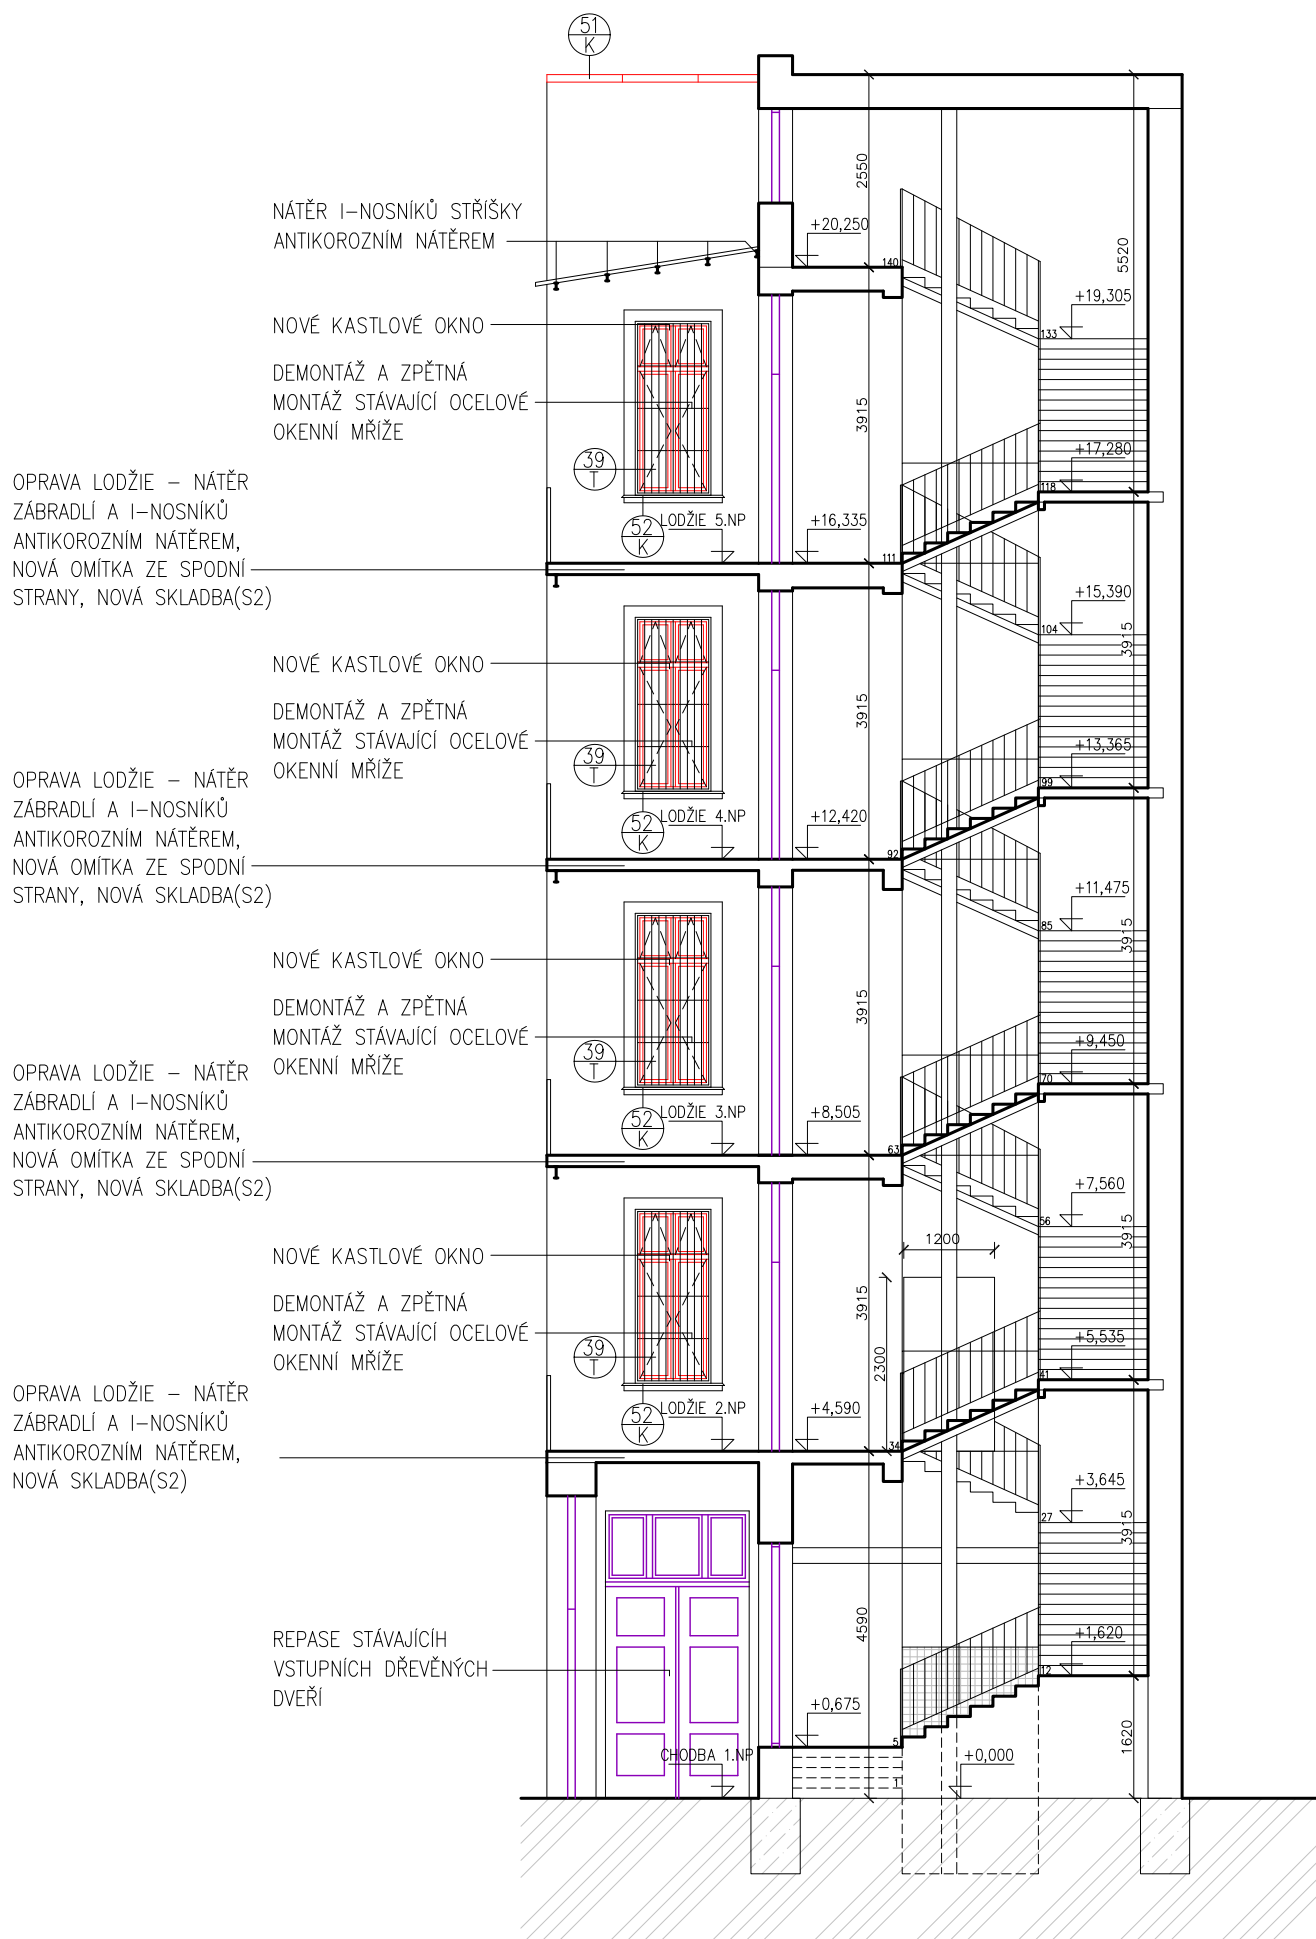 51
K
2550
NÁTĚR I-NOSNÍKŮ STŘÍŠKY
ANTIKOROZNÍM NÁTĚREM
+20,250
140
5520
+19,305
133
NOVÉ KASTLOVÉ OKNO
DEMONTÁŽ A ZPĚTNÁ
MONTÁŽ STÁVAJÍCÍ OCELOVÉ
OKENNÍ MŘÍŽE
3915
39
T
+17,280
118
OPRAVA LODŽIE – NÁTĚR
ZÁBRADLÍ A I-NOSNÍKŮ
ANTIKOROZNÍM NÁTĚREM,
NOVÁ OMÍTKA ZE SPODNÍ
STRANY, NOVÁ SKLADBA(S2)
52
K
LODŽIE 5.NP
+16,335
111
+15,390
104
3915
NOVÉ KASTLOVÉ OKNO
DEMONTÁŽ A ZPĚTNÁ
MONTÁŽ STÁVAJÍCÍ OCELOVÉ
OKENNÍ MŘÍŽE
3915
39
T
+13,365
99
OPRAVA LODŽIE – NÁTĚR
ZÁBRADLÍ A I-NOSNÍKŮ
ANTIKOROZNÍM NÁTĚREM,
NOVÁ OMÍTKA ZE SPODNÍ
STRANY, NOVÁ SKLADBA(S2)
52
K
LODŽIE 4.NP
+12,420
92
+11,475
85
3915
NOVÉ KASTLOVÉ OKNO
DEMONTÁŽ A ZPĚTNÁ
MONTÁŽ STÁVAJÍCÍ OCELOVÉ
OKENNÍ MŘÍŽE
3915
39
T
+9,450
70
OPRAVA LODŽIE – NÁTĚR
ZÁBRADLÍ A I-NOSNÍKŮ
ANTIKOROZNÍM NÁTĚREM,
NOVÁ OMÍTKA ZE SPODNÍ
STRANY, NOVÁ SKLADBA(S2)
52
K
LODŽIE 3.NP
+8,505
63
+7,560
56
3915
1200
NOVÉ KASTLOVÉ OKNO
DEMONTÁŽ A ZPĚTNÁ
MONTÁŽ STÁVAJÍCÍ OCELOVÉ
OKENNÍ MŘÍŽE
3915
2300
39
T
+5,535
41
OPRAVA LODŽIE – NÁTĚR
ZÁBRADLÍ A I-NOSNÍKŮ
ANTIKOROZNÍM NÁTĚREM,
NOVÁ SKLADBA(S2)
52
K
LODŽIE 2.NP
+4,590
34
+3,645
27
3915
4590
REPASE STÁVAJÍCÍH
VSTUPNÍCH DŘEVĚNÝCH
DVEŘÍ
+1,620
12
+0,675
5
1620
CHODBA 1.NP
1
+0,000